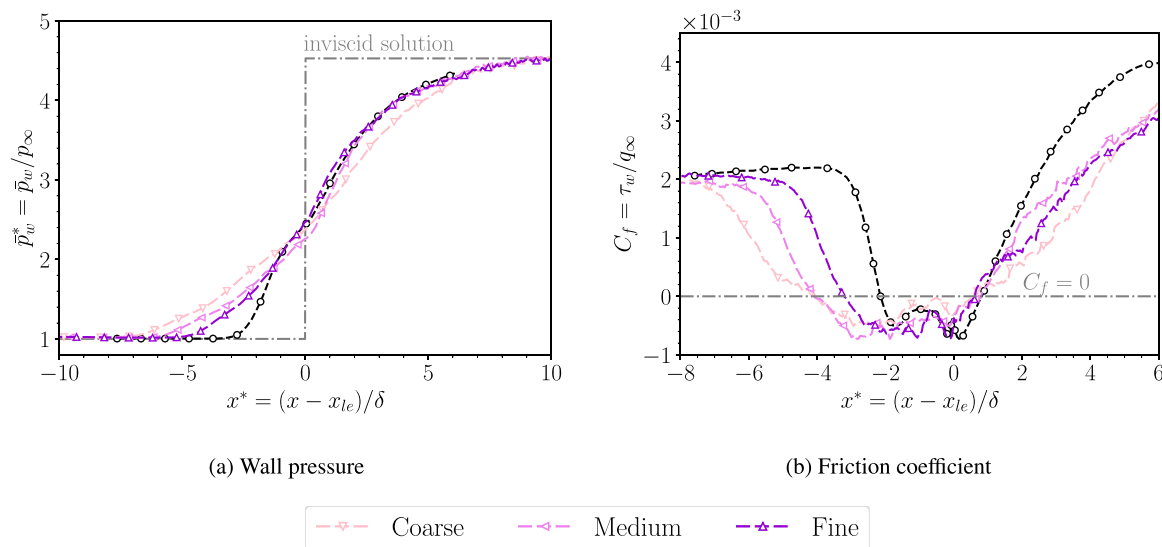 ×10⁻³
5
4
3
2
1
p̄*_w = p̄_w/p_∞
inviscid solution
−10
−5
0
5
10
x* = (x − x_le)/δ
4
3
2
1
0
−1
C_f = τ_w/q_∞
C_f = 0
−8
−6
−4
−2
0
2
4
6
x* = (x − x_le)/δ
(a) Wall pressure
(b) Friction coefficient
Coarse
Medium
Fine